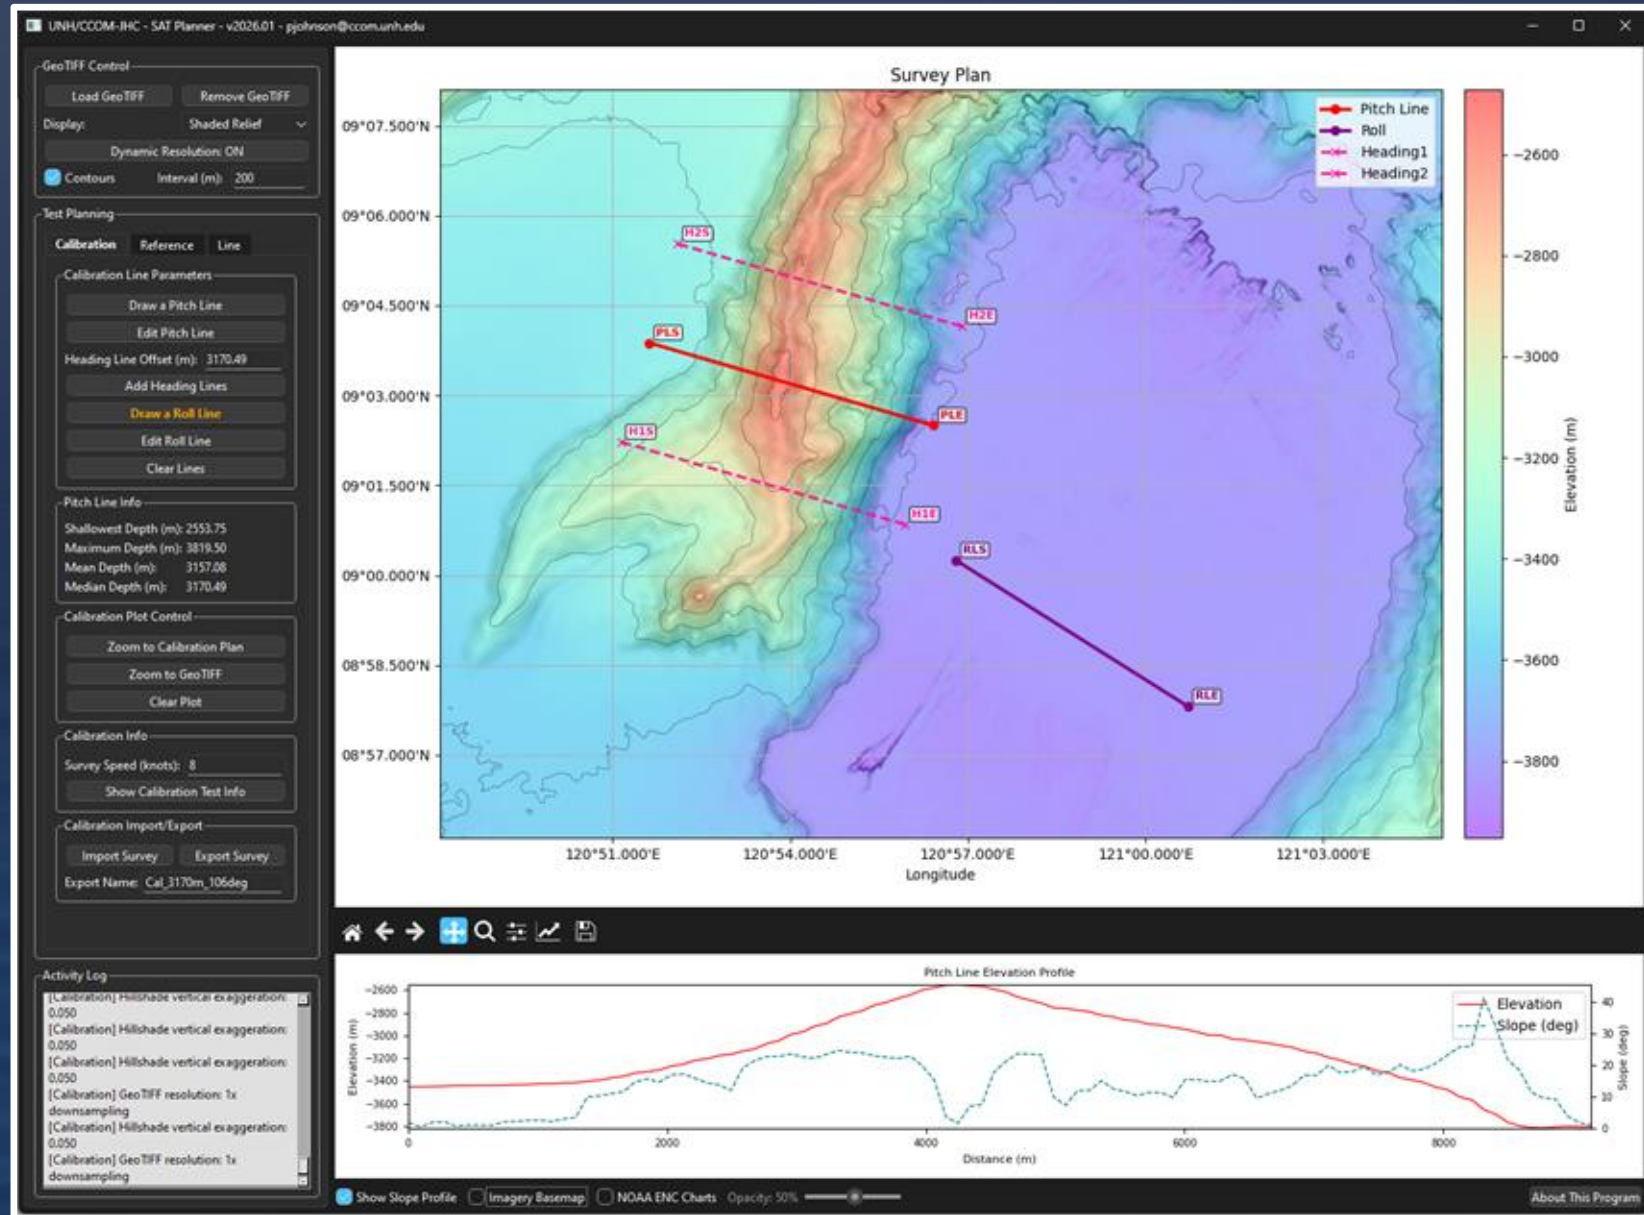 UNH/CCOM-JHC - SAT Planner - v2026.01 - pjohnson@ccom.unh.edu
GeoTIFF Control
Load GeoTIFF
Remove GeoTIFF
Display: Shaded Relief
Dynamic Resolution: ON
Contours Interval (m): 200
Test Planning
Calibration Reference Line
Calibration Line Parameters
Draw a Pitch Line
Edit Pitch Line
Heading Line Offset (m): 3170.49
Add Heading Lines
Draw a Roll Line
Edit Roll Line
Clear Lines
Pitch Line Info
Shallowest Depth (m): 2553.75
Maximum Depth (m): 3819.50
Mean Depth (m): 3157.08
Median Depth (m): 3170.49
Calibration Plot Control
Zoom to Calibration Plan
Zoom to GeoTIFF
Clear Plot
Calibration Info
Survey Speed (knots): 8
Show Calibration Test Info
Calibration Import/Export
Import Survey Export Survey
Export Name: Cal_3170m_106deg
Activity Log
[Calibration] Hillshade vertical exaggeration:
0.050
[Calibration] Hillshade vertical exaggeration:
0.050
[Calibration] Hillshade vertical exaggeration:
0.050
[Calibration] GeoTIFF resolution: 1x
downsampling
[Calibration] Hillshade vertical exaggeration:
0.050
[Calibration] GeoTIFF resolution: 1x
downsampling
Survey Plan
Pitch Line
Roll
Heading1
Heading2
09°07.500'N
09°06.000'N
09°04.500'N
09°03.000'N
09°01.500'N
09°00.000'N
08°58.500'N
08°57.000'N
H2S
H2E
PLS
PLE
H1S
H1E
RLS
RLE
120°51.000'E 120°54.000'E 120°57.000'E 121°00.000'E 121°03.000'E
Longitude
−2600
−2800
−3000
−3200
−3400
−3600
−3800
Elevation (m)
Pitch Line Elevation Profile
Elevation
Slope (deg)
−2600
−2800
−3000
−3200
−3400
−3600
−3800
Elevation (m)
40
30
20
10
0
Slope (deg)
0 2000 4000 6000 8000
Distance (m)
Show Slope Profile Imagery Basemap NOAA ENC Charts Opacity: 50%
About This Program